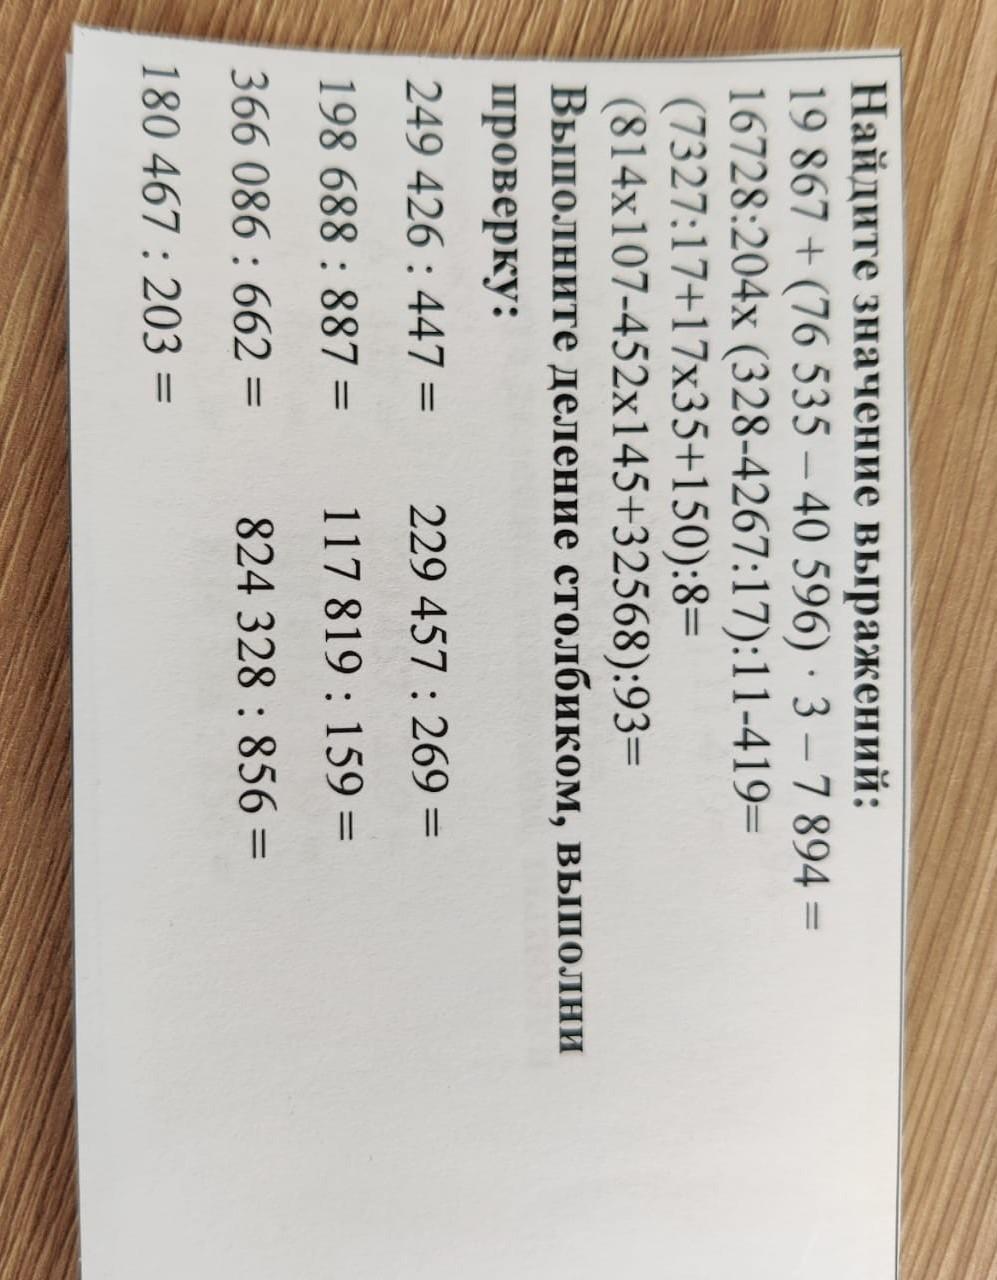 Найдите значение выражений:
19 867 + (76 535 – 40 596) · 3 – 7 894 =
16728:204х (328-4267:17):11-419=
(7327:17+17х35+150):8=
(814х107-452х145+32568):93=
Выполните деление столбиком, выполни
проверку:
249 426 : 447 = 229 457 : 269 =
198 688 : 887 = 117 819 : 159 =
366 086 : 662 = 824 328 : 856 =
180 467 : 203 =